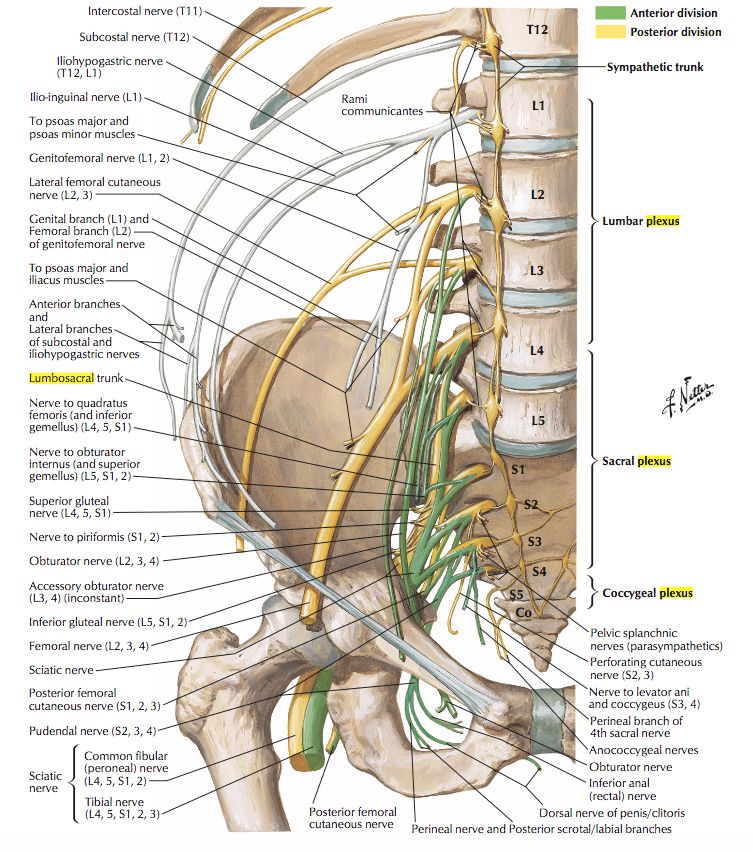 Intercostal nerve (T11)
Subcostal nerve (T12)
Iliohypogastric nerve
(T12, L1)
Ilio-inguinal nerve (L1)
To psoas major and
psoas minor muscles
Genitofemoral nerve (L1, 2)
Lateral femoral cutaneous
nerve (L2, 3)
Genital branch (L1) and
Femoral branch (L2)
of genitofemoral nerve
To psoas major and
iliacus muscles
Anterior branches
and
Lateral branches
of subcostal and
iliohypogastric nerves
Lumbosacral trunk
Nerve to quadratus
femoris (and inferior
gemellus) (L4, 5, S1)
Nerve to obturator
internus (and superior
gemellus) (L5, S1, 2)
Superior gluteal
nerve (L4, 5, S1)
Nerve to piriformis (S1, 2)
Obturator nerve (L2, 3, 4)
Accessory obturator nerve
(L3, 4) (inconstant)
Inferior gluteal nerve (L5, S1, 2)
Femoral nerve (L2, 3, 4)
Sciatic nerve
Posterior femoral
cutaneous nerve (S1, 2, 3)
Pudendal nerve (S2, 3, 4)
Sciatic
nerve
Common fibular
(peroneal) nerve
(L4, 5, S1, 2)
Tibial nerve
(L4, 5, S1, 2, 3)
Rami
communicantes
T12
L1
L2
L3
L4
L5
S1
S2
S3
S4
S5
Co
Anterior division
Posterior division
Sympathetic trunk
Lumbar plexus
F. Netter
M.D.
Sacral plexus
Coccygeal plexus
Pelvic splanchnic
nerves (parasympathetics)
Perforating cutaneous
nerve (S2, 3)
Nerve to levator ani
and coccygeus (S3, 4)
Perineal branch of
4th sacral nerve
Anococcygeal nerves
Obturator nerve
Inferior anal
(rectal) nerve
Dorsal nerve of penis/clitoris
Posterior femoral
cutaneous nerve
Perineal nerve and Posterior scrotal/labial branches